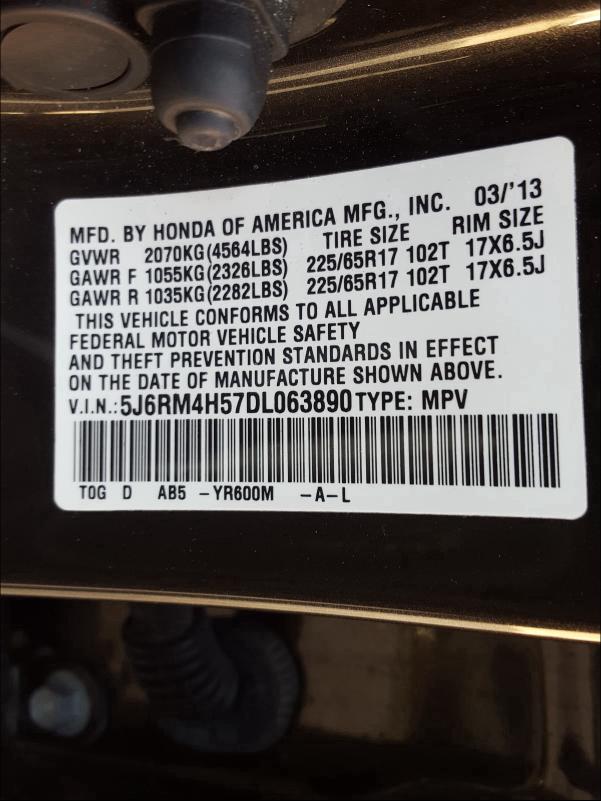 MFD. BY HONDA OF AMERICA MFG., INC. 03/'13
GVWR 2070KG(4564LBS) TIRE SIZE RIM SIZE
GAWR F 1055KG(2326LBS) 225/65R17 102T 17X6.5J
GAWR R 1035KG(2282LBS) 225/65R17 102T 17X6.5J
THIS VEHICLE CONFORMS TO ALL APPLICABLE
FEDERAL MOTOR VEHICLE SAFETY
AND THEFT PREVENTION STANDARDS IN EFFECT
ON THE DATE OF MANUFACTURE SHOWN ABOVE.
V.I.N.:5J6RM4H57DL063890 TYPE: MPV
T0G D AB5 -YR600M -A-L